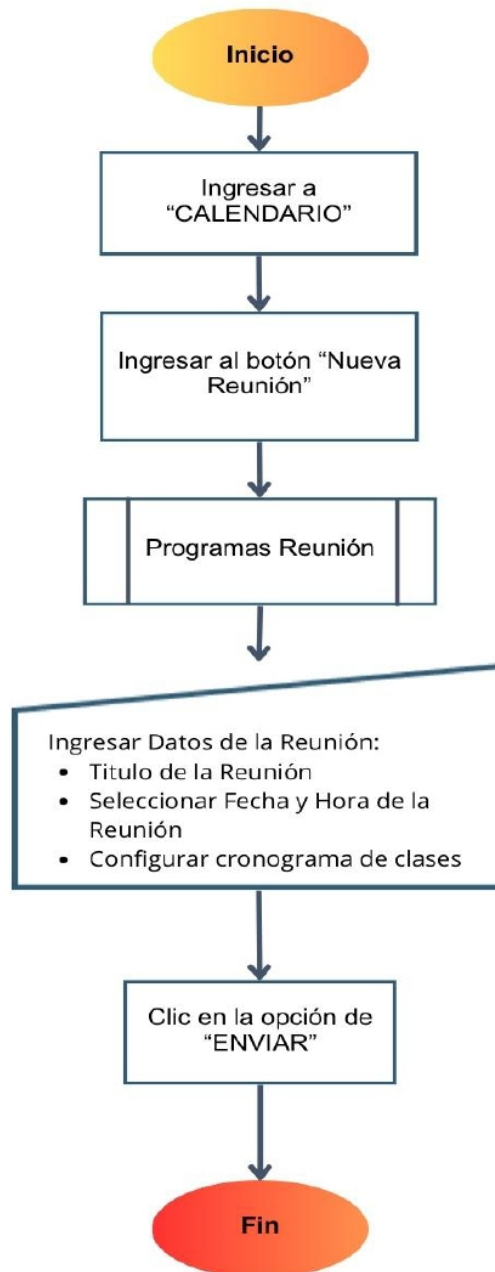 Inicio
Ingresar a
“CALENDARIO”
Ingresar al botón “Nueva
Reunión”
Programas Reunión
Ingresar Datos de la Reunión:
• Titulo de la Reunión
• Seleccionar Fecha y Hora de la
Reunión
• Configurar cronograma de clases
Clic en la opción de
“ENVIAR”
Fin